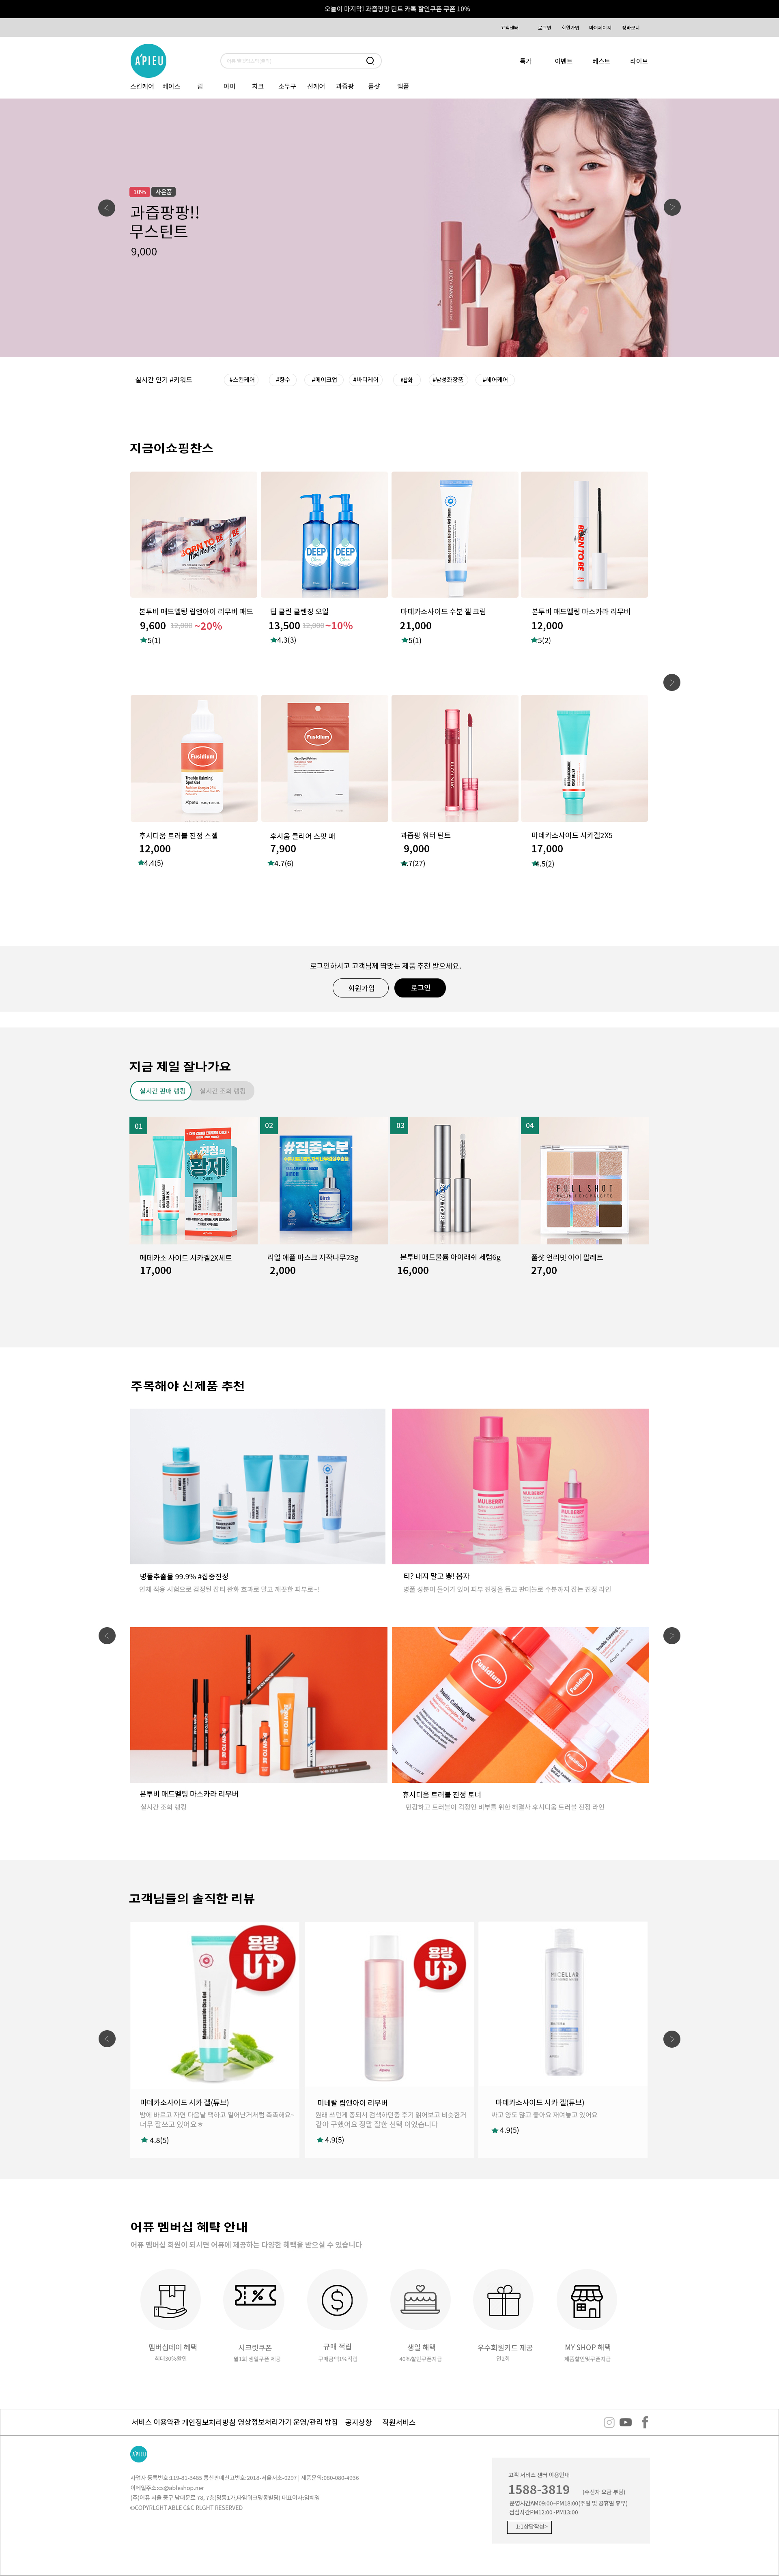 오늘이 마지막! 과즙팡팡 틴트 카톡 할인쿠폰 쿠폰 10%
고객센터 로그인 회원가입 마이페이지 장바군니
A'PIEU
특가 이벤트 베스트 라이브
스킨케어 베이스 립 아이 치크 소두구 선케어 과즙팡 풀샷 앰플
10% 사은품
과즙팡팡!!
무스틴트
9,000
실시간 인기 #키워드 #스킨케어 #향수 #메이크업 #바디케어 #잡화 #남성화장품 #헤어케어
지금이쇼핑찬스
본투비 매드멜팅 립앤아이 리무버 패드
9,600 12,000 ~20%
5(1)
딥 클린 클렌징 오일
13,500 12,000 ~10%
4.3(3)
마데카소사이드 수분 젤 크림
21,000
5(1)
본투비 매드멜링 마스카라 리무버
12,000
5(2)
후시디움 트러블 진정 스젤
12,000
4.4(5)
후시움 클리어 스팟 패
7,900
4.7(6)
과즙팡 워터 틴트
9,000
.7(27)
마데카소사이드 시카겔2X5
17,000
.5(2)
로그인하시고 고객님께 딱맞는 제품 추천 받으세요.
회원가입 로그인
지금 제일 잘나가요
실시간 판매 랭킹 실시간 조회 랭킹
01 02 03 04
메데카소 사이드 시카겔2X세트
17,000
리얼 애플 마스크 자작나무23g
2,000
본투비 매드볼륨 아이래쉬 세럼6g
16,000
풀샷 언리밋 아이 팔레트
27,00
주목해야 신제품 추천
병풀추출물 99.9% #집중진정
인체 적용 시험으로 검정된 잡티 완화 효과로 맑고 깨끗한 피부로~!
티? 내지 말고 뽕! 뽑자
병풀 성분이 들어가 있어 피부 진정을 돕고 판데놀로 수분까지 잡는 진정 라인
본투비 매드멜팅 마스카라 리무버
실시간 조회 랭킹
휴시디움 트러블 진정 토너
민감하고 트러블이 걱정인 비부를 위한 해결사 후시디움 트러블 진정 라인
고객님들의 솔직한 리뷰
용량
UP
용량
UP
MICELLAR
마데카소사이드 시카 겔(튜브)
밤에 바르고 자면 다음날 팩하고 일어난거처럼 촉촉해요~
너무 잘쓰고 있어요ㅎ
4.8(5)
미네랄 립앤아이 리무버
원래 쓰던게 종되서 검색하던중 후기 읽어보고 비슷한거
같아 구했어요 정말 잘한 선택 이었습니다
4.9(5)
마데카소사이드 시카 겔(튜브)
싸고 양도 많고 좋아요 재여놓고 있어요
4.9(5)
어퓨 멤버십 혜탁 안내
어퓨 멤버십 회원이 되시면 어퓨에 제공하는 다양한 혜택을 받으실 수 있습니다
멤버십데이 혜택
최대30%할인
시크릿쿠폰
월1회 생일쿠폰 제공
규매 적립
구매금액1%적립
생일 해택
40%할인쿠폰지급
우수회원키드 제공
연2회
MY SHOP 해택
제품할인및쿠폰지급
서비스 이용약관 개인정보처리방침 영상정보처리가기 운영/관리 방침 공지상황 직원서비스
A'PIEU
사업자 등록번호:119-81-3485 통신판매신고번호:2018-서울서초-0297 | 제품문의:080-080-4936
이메일주소:cs@ableshop.ner
(주)어퓨 서울 중구 남대문로 78, 7층(명동1가,타임워크명동빌딩) 대표이사:임혜영
©COPYRLGHT ABLE C&C RLGHT RESERVED
고객 서비스 센터 이용안내
1588-3819 (수신자 요금 부담)
운영시간AM09:00~PM18:00(주말 및 공휴일 휴무)
점심시간PM12:00~PM13:00
1:1상담작성>